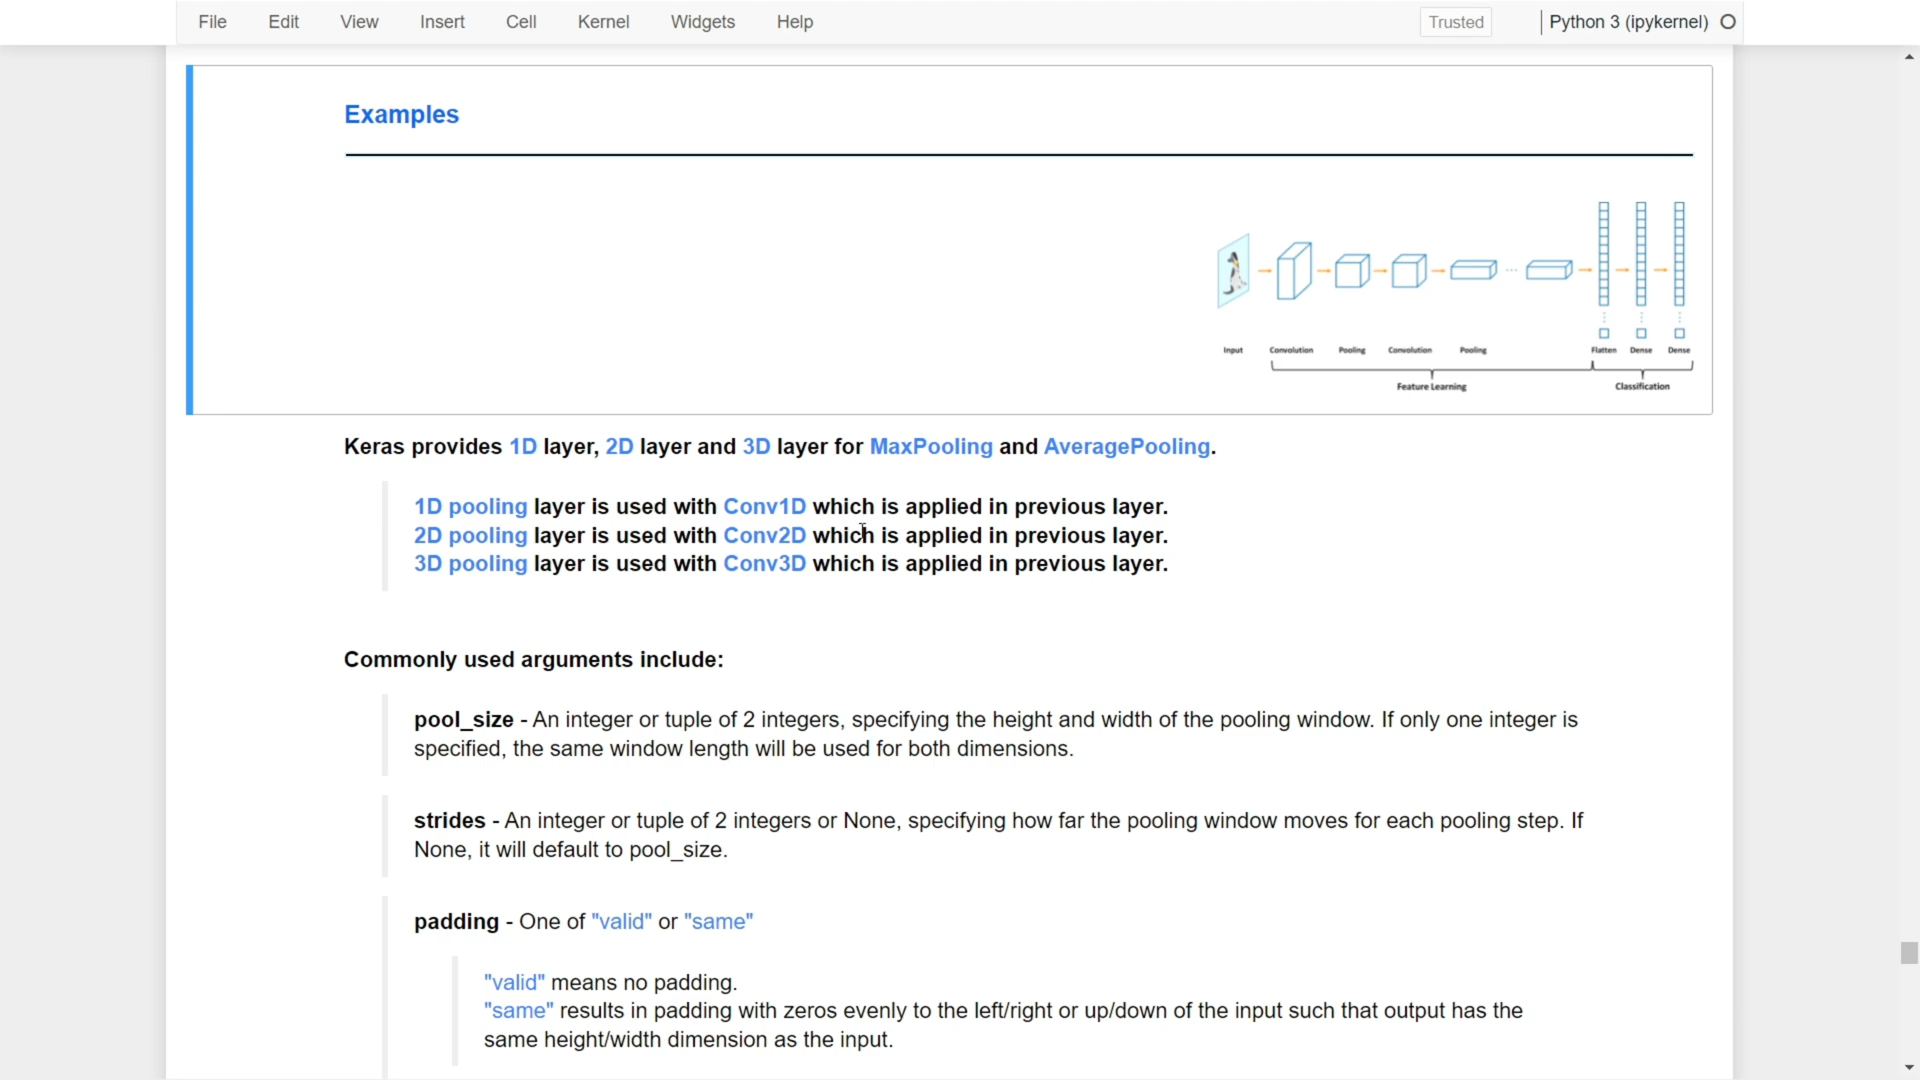 File Edit View Insert Cell Kernel Widgets Help Trusted Python 3 (ipykernel)
Examples
Input Convolution Pooling Convolution Pooling Flatten Dense Dense
Feature Learning Classification
Keras provides 1D layer, 2D layer and 3D layer for MaxPooling and AveragePooling.
1D pooling layer is used with Conv1D which is applied in previous layer.
2D pooling layer is used with Conv2D which is applied in previous layer.
3D pooling layer is used with Conv3D which is applied in previous layer.
Commonly used arguments include:
pool_size - An integer or tuple of 2 integers, specifying the height and width of the pooling window. If only one integer is
specified, the same window length will be used for both dimensions.
strides - An integer or tuple of 2 integers or None, specifying how far the pooling window moves for each pooling step. If
None, it will default to pool_size.
padding - One of "valid" or "same"
"valid" means no padding.
"same" results in padding with zeros evenly to the left/right or up/down of the input such that output has the
same height/width dimension as the input.